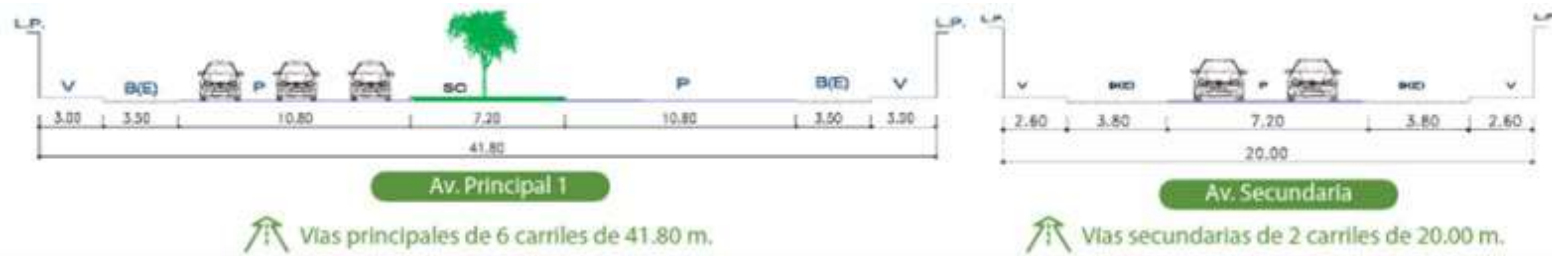 L.P. L.P.
V B(E) P SC P B(E) V
3.00 3.50 10.80 7.20 10.80 3.50 3.00
41.80
Av. Principal 1
Vías principales de 6 carriles de 41.80 m.
L.P. L.P.
V B(E) P B(E) V
2.60 3.80 7.20 3.80 2.60
20.00
Av. Secundaria
Vías secundarias de 2 carriles de 20.00 m.